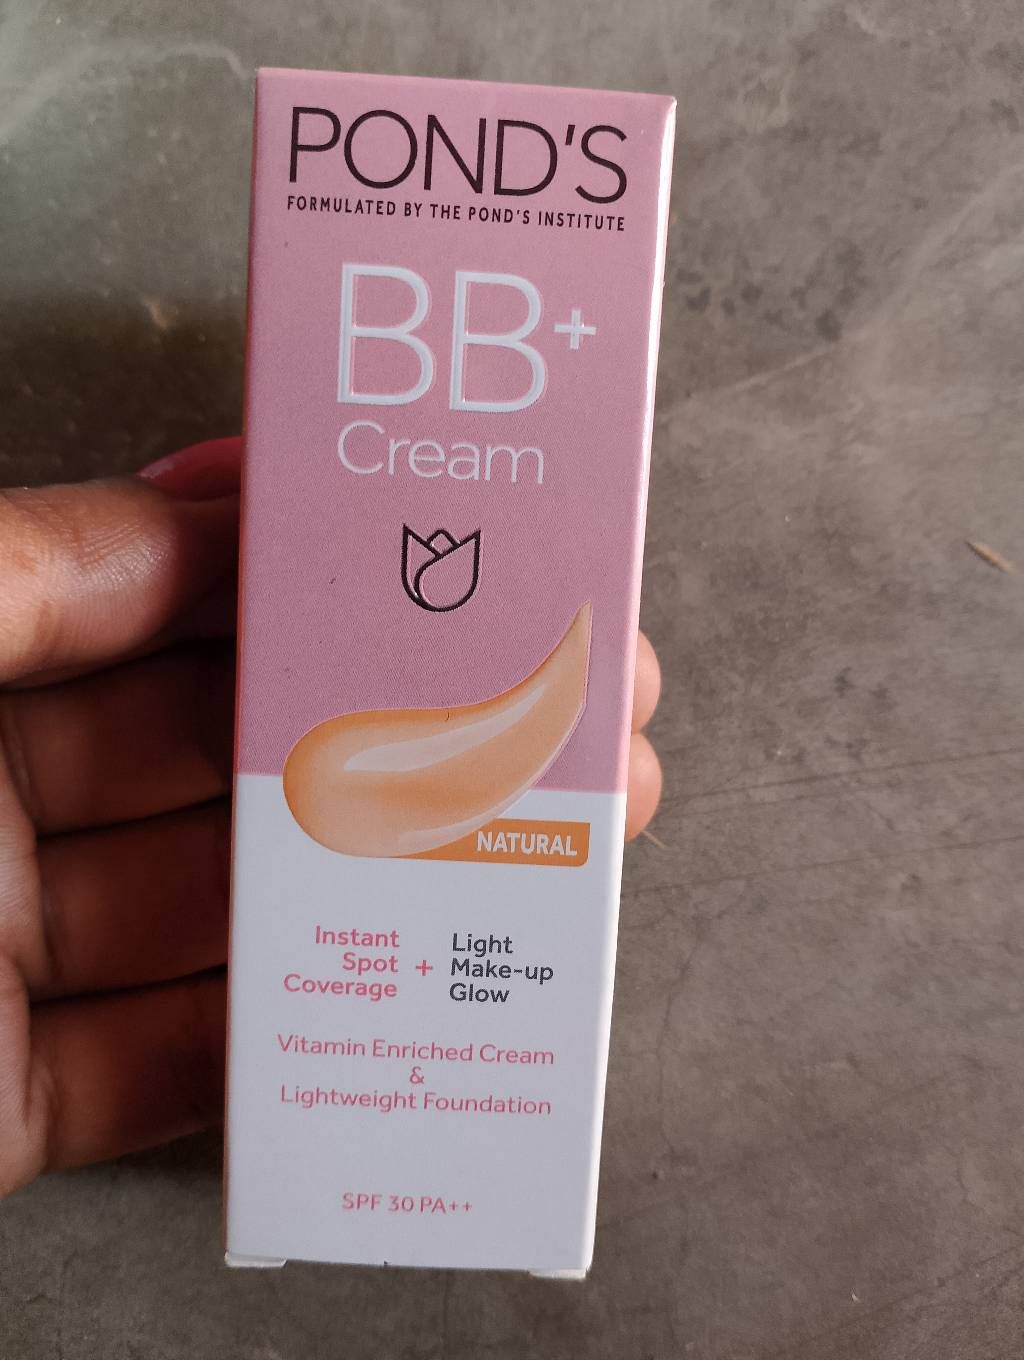 POND'S
FORMULATED BY THE POND'S INSTITUTE
BB+
Cream
NATURAL
Instant
Spot
Coverage
+
Light
Make-up
Glow
Vitamin Enriched Cream
&
Lightweight Foundation
SPF 30 PA++